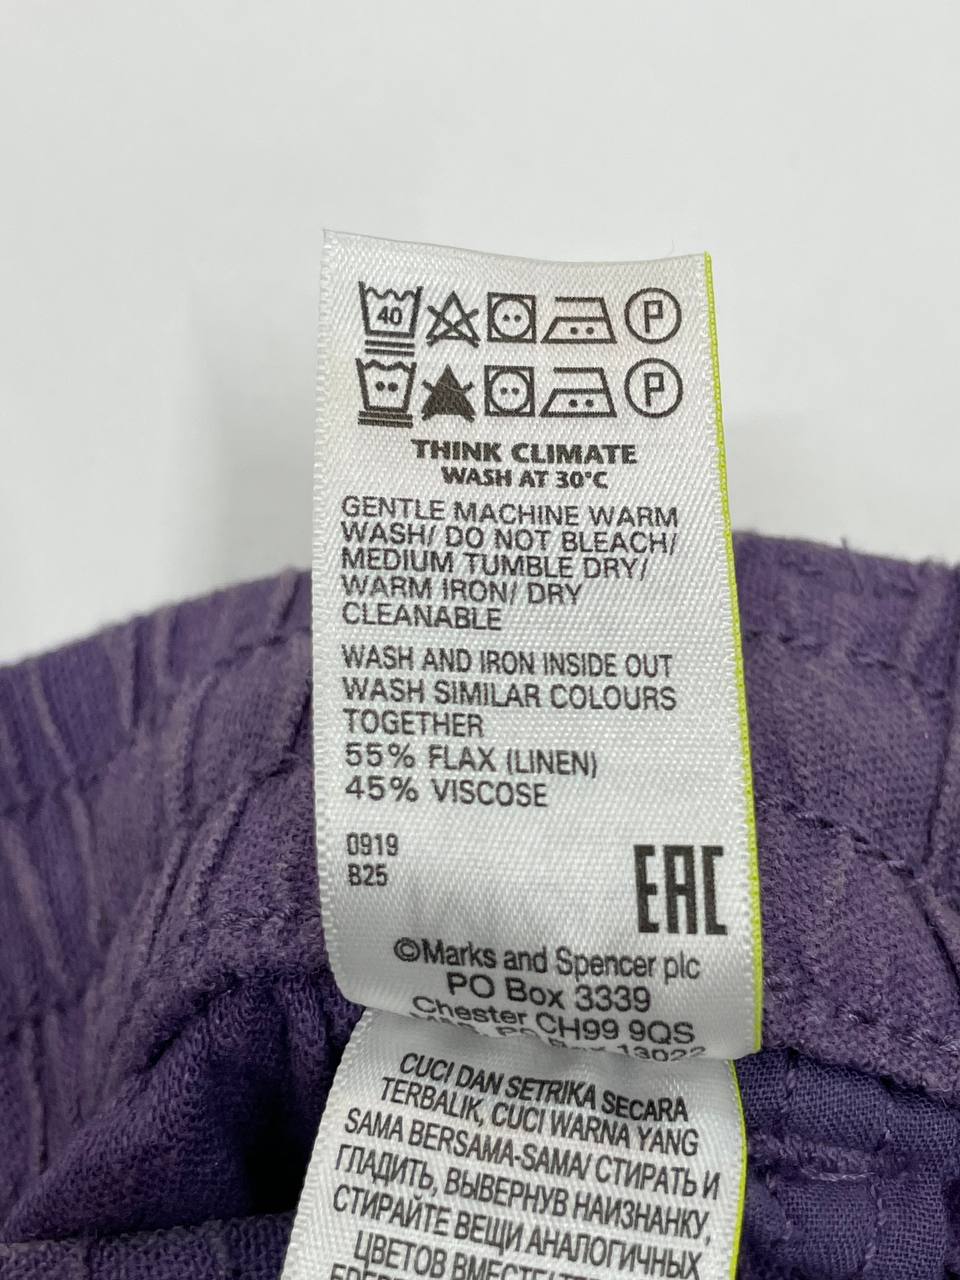 40
P
P
THINK CLIMATE
WASH AT 30°C
GENTLE MACHINE WARM
WASH/ DO NOT BLEACH/
MEDIUM TUMBLE DRY/
WARM IRON/ DRY
CLEANABLE
WASH AND IRON INSIDE OUT
WASH SIMILAR COLOURS
TOGETHER
55% FLAX (LINEN)
45% VISCOSE
0919
B25
EAC
©Marks and Spencer plc
PO Box 3339
Chester CH99 9QS
Box 13022
CUCI DAN SETRIKA SECARA
TERBALIK, CUCI WARNA YANG
SAMA BERSAMA-SAMA/ СТИРАТЬ И
ГЛАДИТЬ, ВЫВЕРНУВ НАИЗНАНКУ,
СТИРАЙТЕ ВЕЩИ АНАЛОГИЧНЫХ
ЦВЕТОВ